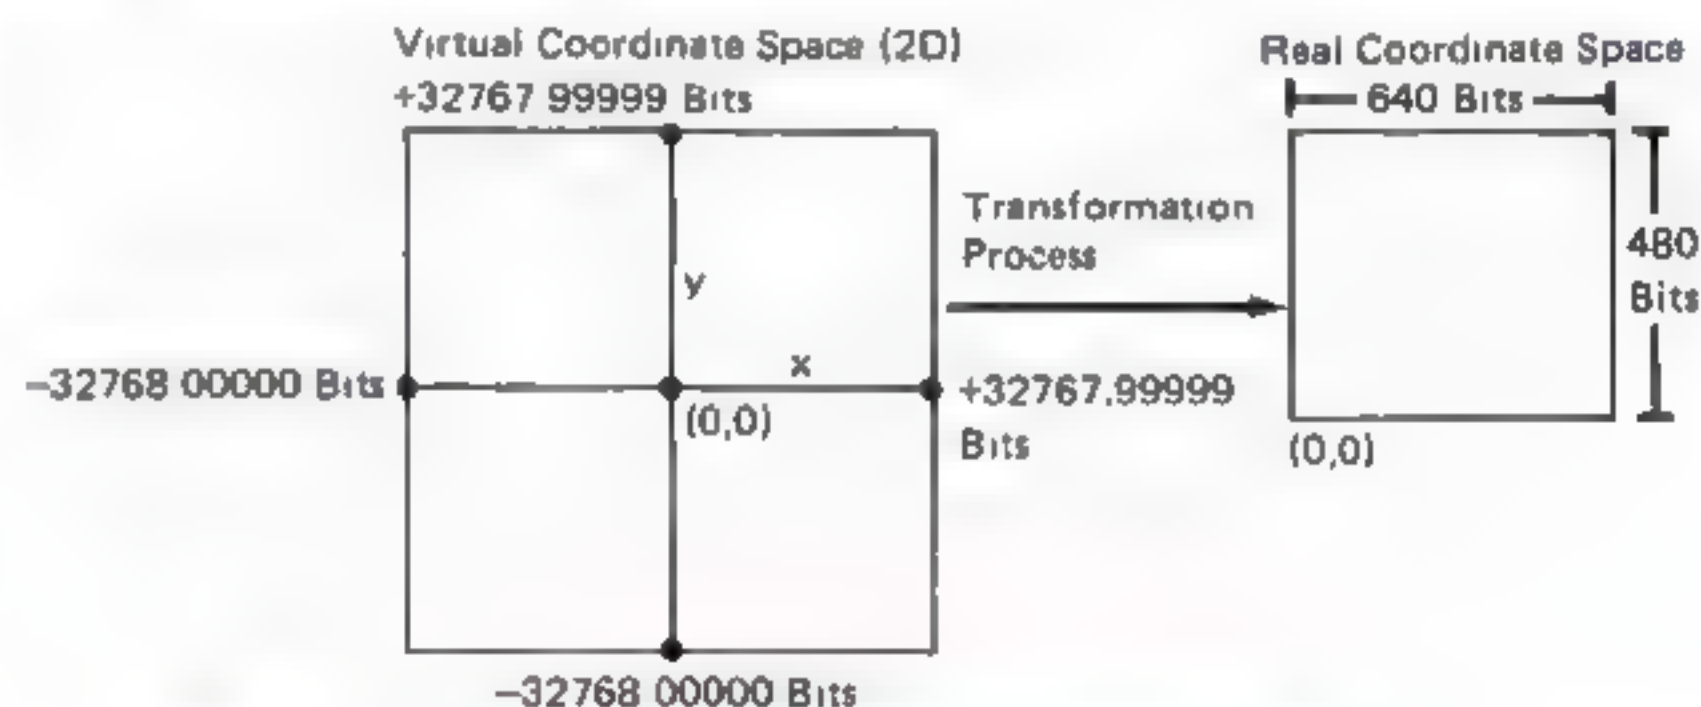 Virtual Coordinate Space (2D)
+32767 99999 Bits
Real Coordinate Space
640 Bits
Transformation
Process
480
Bits
y
x
-32768 00000 Bits
(0,0)
+32767.99999
Bits
(0,0)
-32768 00000 Bits